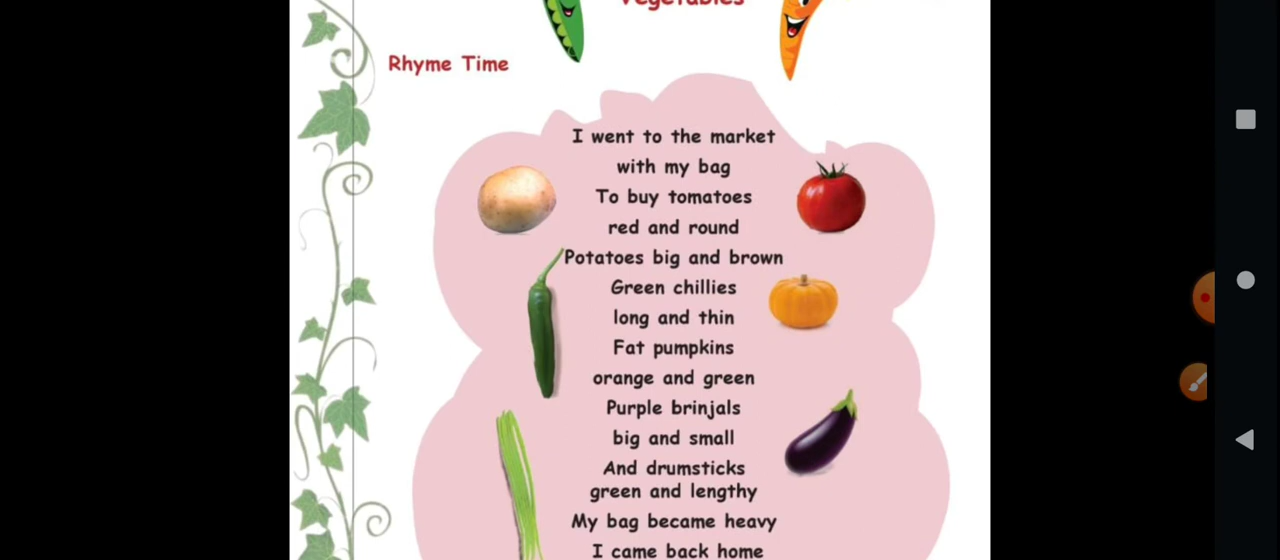 Vegetables
Rhyme Time
I went to the market
with my bag
To buy tomatoes
red and round
Potatoes big and brown
Green chillies
long and thin
Fat pumpkins
orange and green
Purple brinjals
big and small
And drumsticks
green and lengthy
My bag became heavy
I came back home